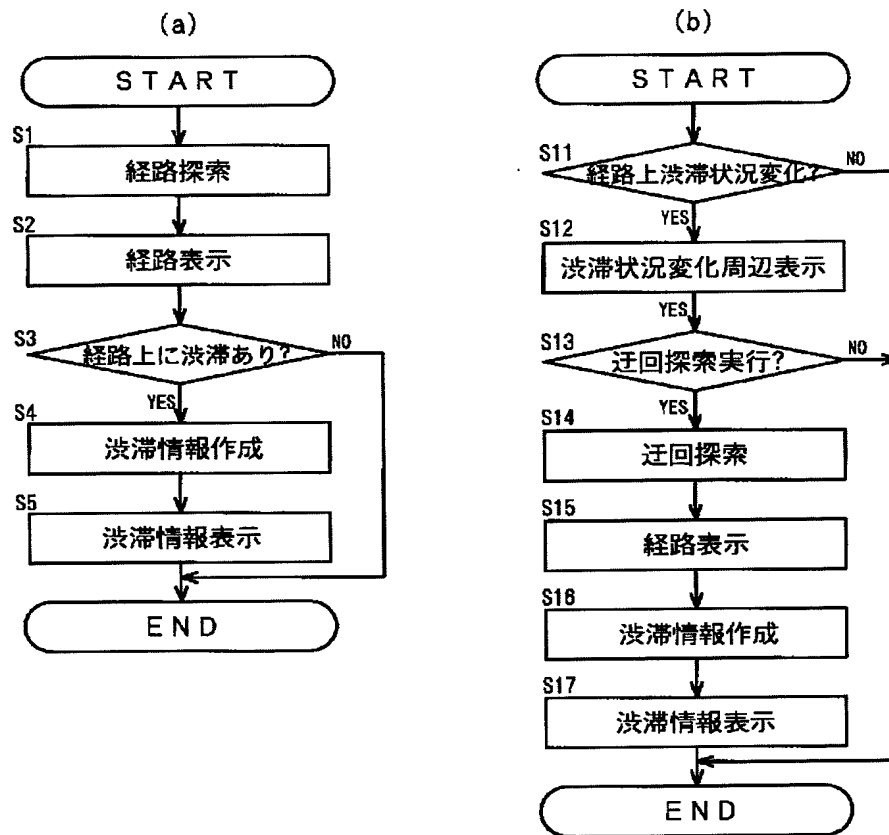 (a)
START
S1
経路探索
S2
経路表示
S3
経路上に渋滞あり?
NO
YES
S4
渋滞情報作成
S5
渋滞情報表示
END
(b)
START
S11
経路上渋滞状況変化?
NO
YES
S12
渋滞状況変化周辺表示
YES
S13
迂回探索実行?
NO
YES
S14
迂回探索
S15
経路表示
S16
渋滞情報作成
S17
渋滞情報表示
END